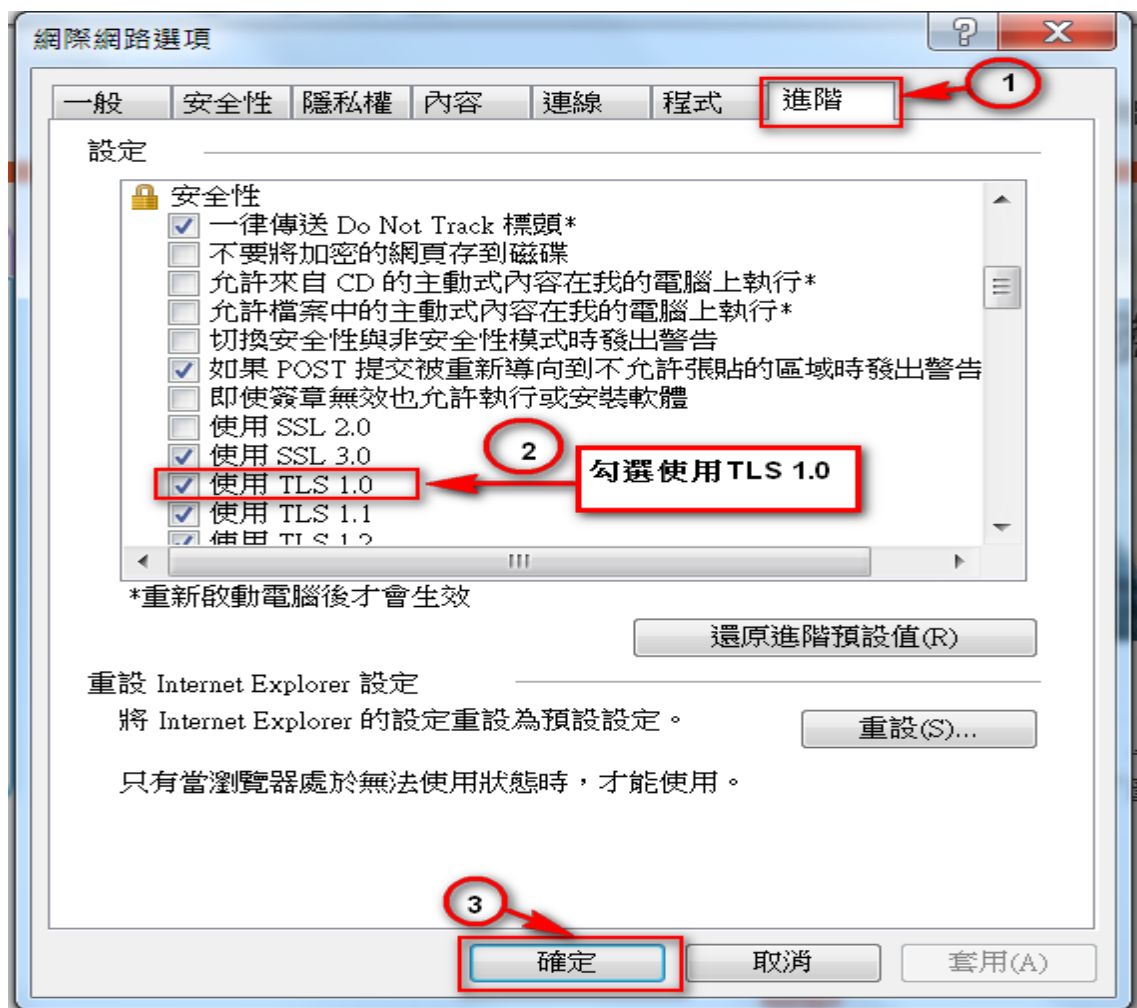 網際網路選項
1
一般 安全性 隱私權 內容 連線 程式 進階
設定
安全性
一律傳送 Do Not Track 標頭*
不要將加密的網頁存到磁碟
允許來自 CD 的主動式內容在我的電腦上執行*
允許檔案中的主動式內容在我的電腦上執行*
切換安全性與非安全性模式時發出警告
如果 POST 提交被重新導向到不允許張貼的區域時發出警告
即使簽章無效也允許執行或安裝軟體
使用 SSL 2.0
使用 SSL 3.0
2
使用 TLS 1.0
勾選使用TLS 1.0
使用 TLS 1.1
使用 TLS 1.2
*重新啟動電腦後才會生效
還原進階預設值(R)
重設 Internet Explorer 設定
將 Internet Explorer 的設定重設為預設設定。
重設(S)...
只有當瀏覽器處於無法使用狀態時，才能使用。
3
確定 取消 套用(A)